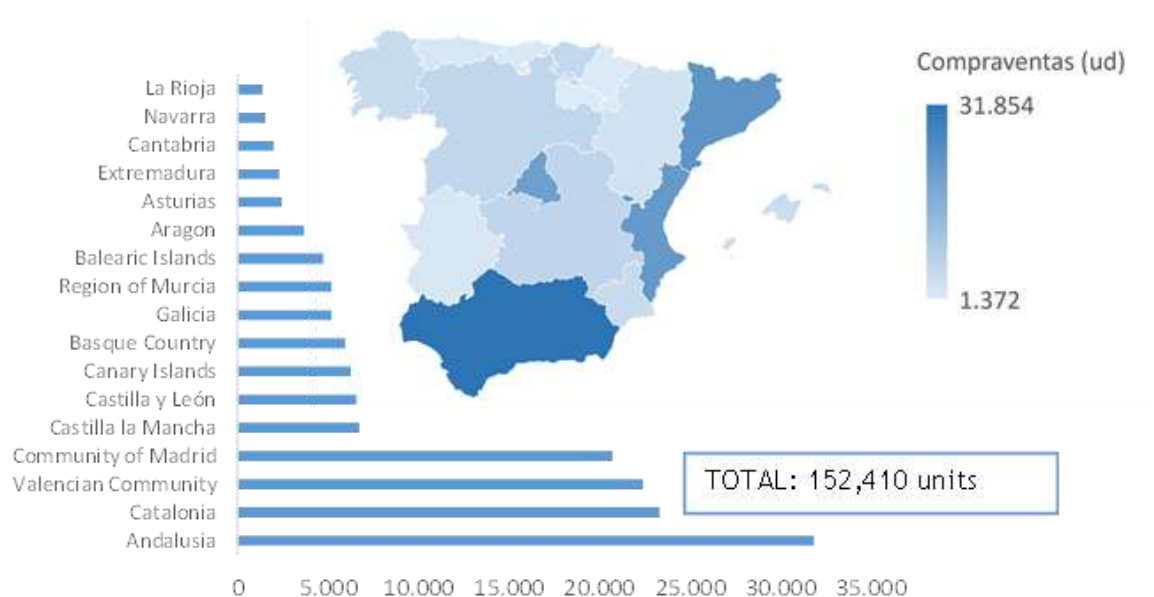 Compraventas (ud)
31.854
1.372
La Rioja
Navarra
Cantabria
Extremadura
Asturias
Aragon
Balearic Islands
Region of Murcia
Galicia
Basque Country
Canary Islands
Castilla y León
Castilla la Mancha
Community of Madrid
Valencian Community
Catalonia
Andalusia
TOTAL: 152,410 units
0 5.000 10.000 15.000 20.000 25.000 30.000 35.000